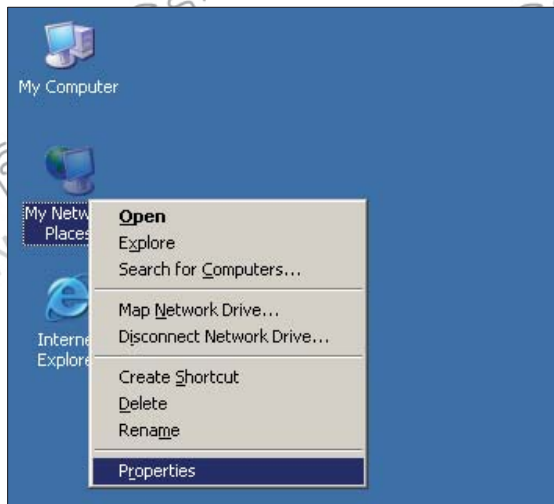 My Computer
My Netw
Places
Open
Explore
Search for Computers...
Map Network Drive...
Disconnect Network Drive...
Create Shortcut
Delete
Rename
Properties
Interne
Explore